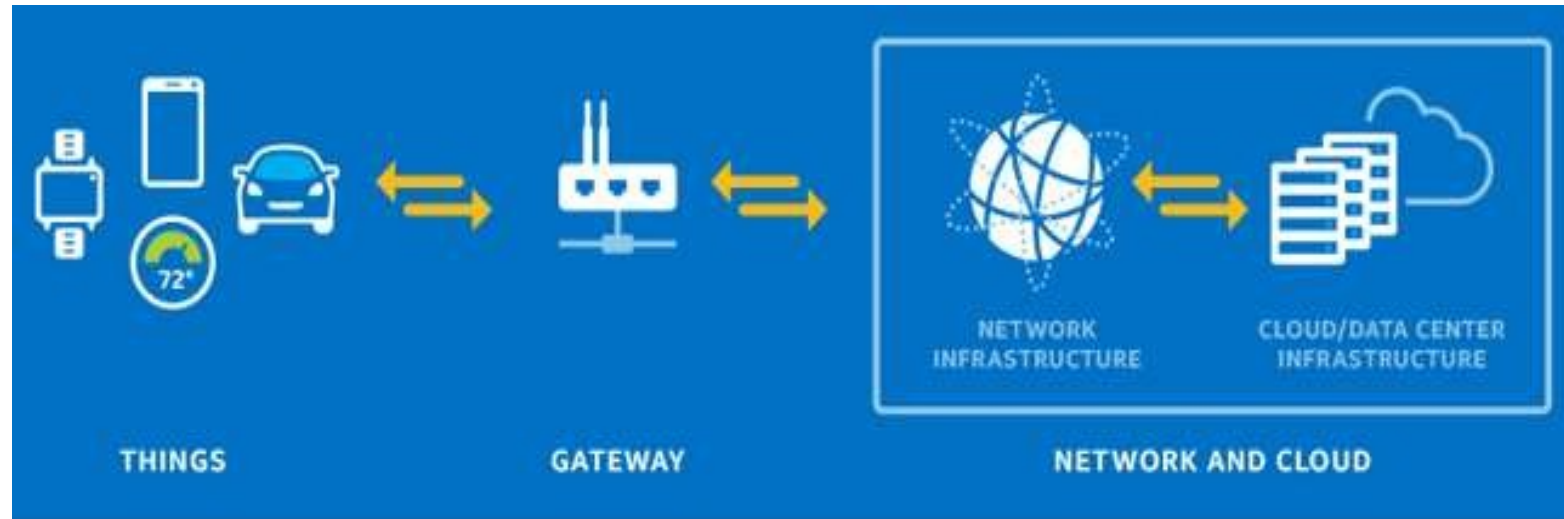 72°
NETWORK
INFRASTRUCTURE
CLOUD/DATA CENTER
INFRASTRUCTURE
THINGS
GATEWAY
NETWORK AND CLOUD